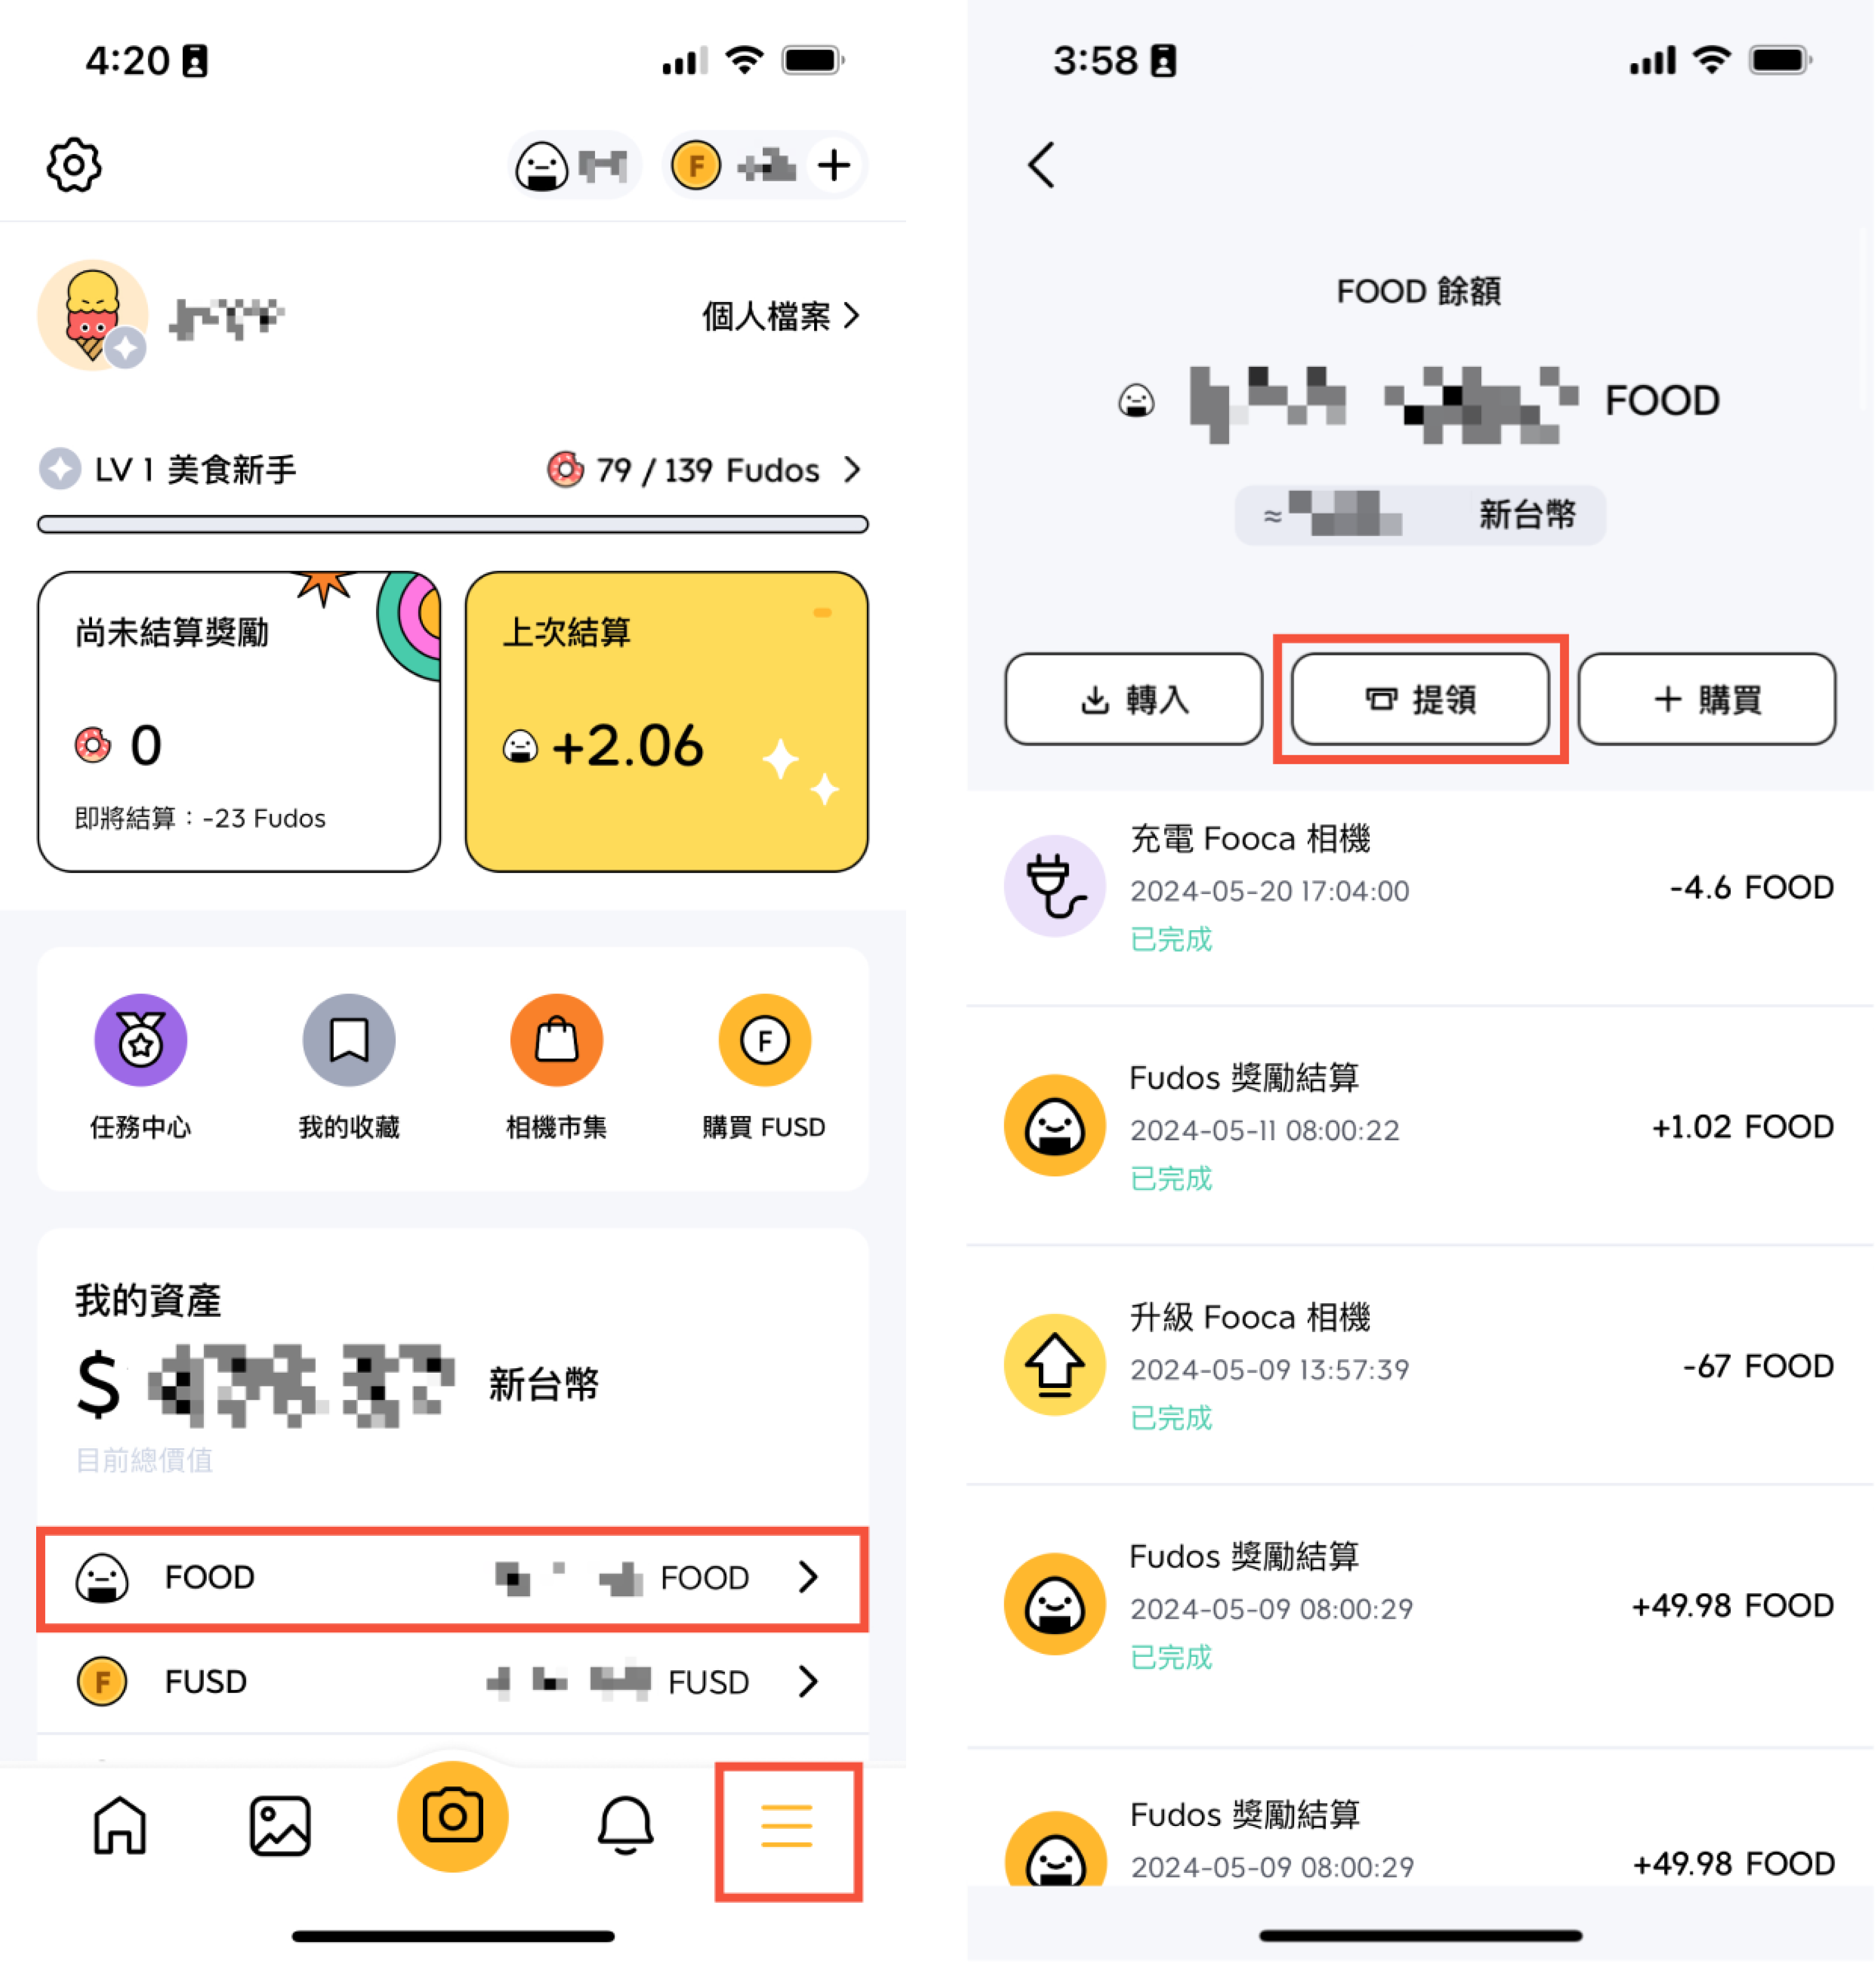 4:20
F
個人檔案
LV 1 美食新手
79 / 139 Fudos
尚未結算獎勵
0
即將結算：-23 Fudos
上次結算
+2.06
任務中心
我的收藏
相機市集
F
購買 FUSD
我的資產
$ 新台幣
目前總價值
FOOD FOOD
F FUSD FUSD
3:58
FOOD 餘額
FOOD
≈ 新台幣
轉入
提領
購買
充電 Fooca 相機
2024-05-20 17:04:00
已完成
-4.6 FOOD
Fudos 獎勵結算
2024-05-11 08:00:22
已完成
+1.02 FOOD
升級 Fooca 相機
2024-05-09 13:57:39
已完成
-67 FOOD
Fudos 獎勵結算
2024-05-09 08:00:29
已完成
+49.98 FOOD
Fudos 獎勵結算
2024-05-09 08:00:29
+49.98 FOOD